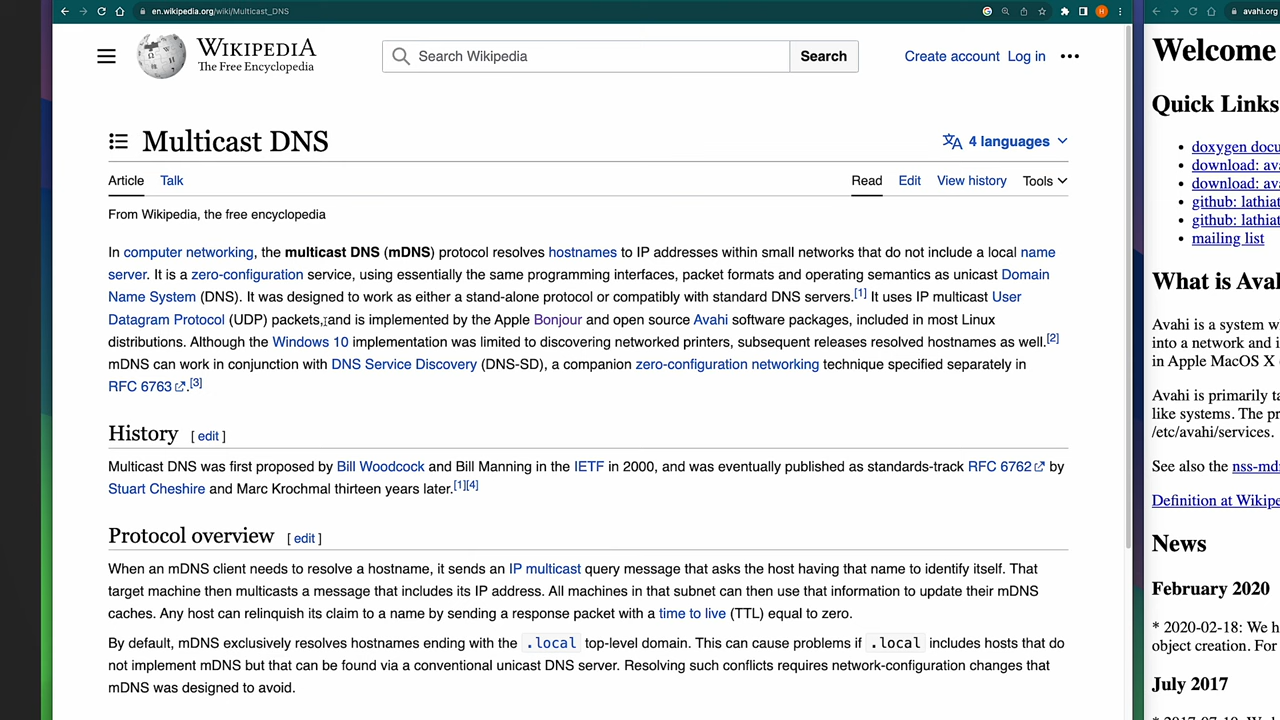 en.wikipedia.org/wiki/Multicast_DNS
WIKIPEDIA
The Free Encyclopedia
Search Wikipedia
Search
Create account Log in
Multicast DNS
4 languages
Article Talk
Read Edit View history Tools
From Wikipedia, the free encyclopedia
In computer networking, the multicast DNS (mDNS) protocol resolves hostnames to IP addresses within small networks that do not include a local name
server. It is a zero-configuration service, using essentially the same programming interfaces, packet formats and operating semantics as unicast Domain
Name System (DNS). It was designed to work as either a stand-alone protocol or compatibly with standard DNS servers.[1] It uses IP multicast User
Datagram Protocol (UDP) packets, and is implemented by the Apple Bonjour and open source Avahi software packages, included in most Linux
distributions. Although the Windows 10 implementation was limited to discovering networked printers, subsequent releases resolved hostnames as well.[2]
mDNS can work in conjunction with DNS Service Discovery (DNS-SD), a companion zero-configuration networking technique specified separately in
RFC 6763.[3]
History [ edit ]
Multicast DNS was first proposed by Bill Woodcock and Bill Manning in the IETF in 2000, and was eventually published as standards-track RFC 6762 by
Stuart Cheshire and Marc Krochmal thirteen years later.[1][4]
Protocol overview [ edit ]
When an mDNS client needs to resolve a hostname, it sends an IP multicast query message that asks the host having that name to identify itself. That
target machine then multicasts a message that includes its IP address. All machines in that subnet can then use that information to update their mDNS
caches. Any host can relinquish its claim to a name by sending a response packet with a time to live (TTL) equal to zero.
By default, mDNS exclusively resolves hostnames ending with the .local top-level domain. This can cause problems if .local includes hosts that do
not implement mDNS but that can be found via a conventional unicast DNS server. Resolving such conflicts requires network-configuration changes that
mDNS was designed to avoid.
avahi.org
Welcome
Quick Links
doxygen docu
download: ava
download: ava
github: lathiat
github: lathiat
mailing list
What is Avah
Avahi is a system w
into a network and i
in Apple MacOS X
Avahi is primarily ta
like systems. The pr
/etc/avahi/services.
See also the nss-md
Definition at Wikipe
News
February 2020
* 2020-02-18: We h
object creation. For
July 2017